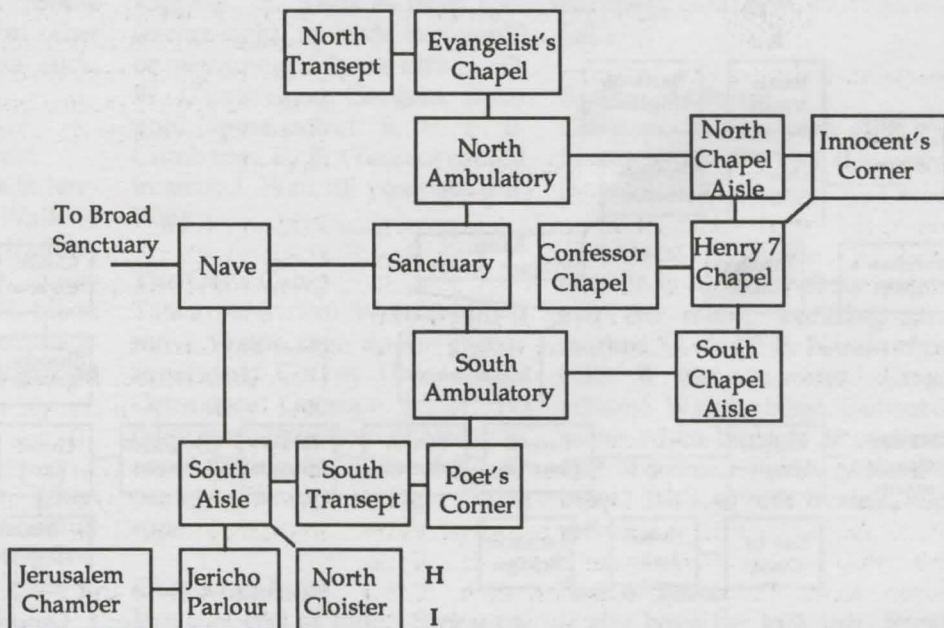 North
Transept
Evangelist's
Chapel
North
Ambulatory
North
Chapel
Aisle
Innocent's
Corner
To Broad
Sanctuary
Nave
Sanctuary
Confessor
Chapel
Henry 7
Chapel
South
Ambulatory
South
Chapel
Aisle
South
Aisle
South
Transept
Poet's
Corner
Jerusalem
Chamber
Jericho
Parlour
North
Cloister
H
I